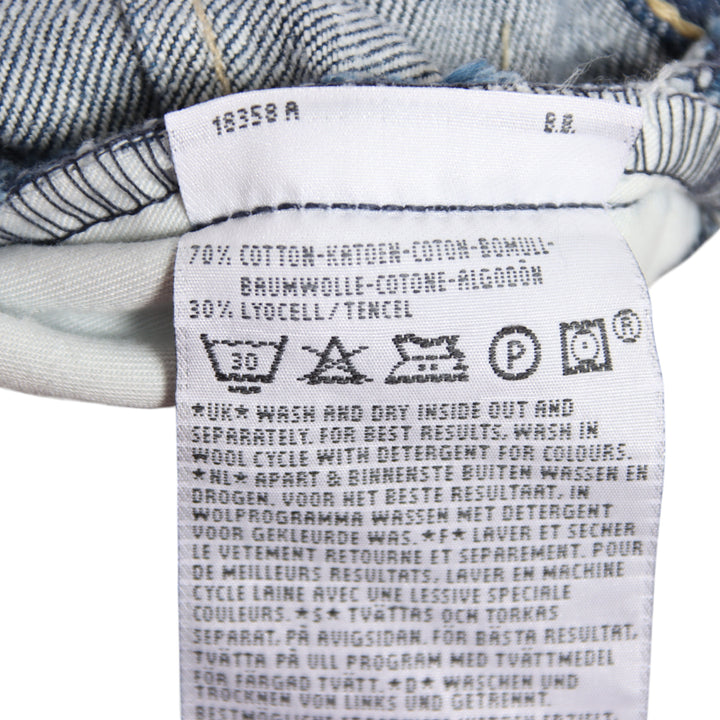 18358 A B.B.
70% COTTON-KATOEN-COTON-BOMULL-
BAUMWOLLE-COTONE-ALGODÓN
30% LYOCELL/TENCEL
30 P ®
*UK* WASH AND DRY INSIDE OUT AND
SEPARATELY. FOR BEST RESULTS, WASH IN
WOOL CYCLE WITH DETERGENT FOR COLOURS.
*NL* APART & BINNENSTE BUITEN WASSEN EN
DROGEN. VOOR HET BESTE RESULTAAT, IN
WOLPROGRAMMA WASSEN MET DETERGENT
VOOR GEKLEURDE WAS. *F* LAVER ET SECHER
LE VETEMENT RETOURNE ET SEPAREMENT. POUR
DE MEILLEURS RESULTATS, LAVER EN MACHINE
CYCLE LAINE AVEC UNE LESSIVE SPECIALE
COULEURS. *S* TVÄTTAS OCH TORKAS
SEPARAT, PÅ AVIGSIDAN. FÖR BÄSTA RESULTAT,
TVÄTTA PÅ ULL PROGRAM MED TVÄTTMEDEL
FÖR FÄRGAD TVÄTT. *D* WASCHEN UND
TROCKNEN VON LINKS UND GETRENNT.